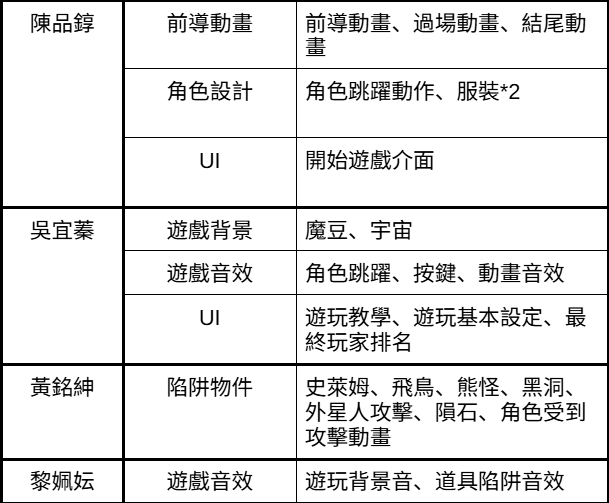 陳品錞
前導動畫
前導動畫、過場動畫、結尾動
畫
角色設計
角色跳躍動作、服裝*2
UI
開始遊戲介面
吳宜蓁
遊戲背景
魔豆、宇宙
遊戲音效
角色跳躍、按鍵、動畫音效
UI
遊玩教學、遊玩基本設定、最
終玩家排名
黃銘紳
陷阱物件
史萊姆、飛鳥、熊怪、黑洞、
外星人攻擊、隕石、角色受到
攻擊動畫
黎姵妘
遊戲音效
遊玩背景音、道具陷阱音效